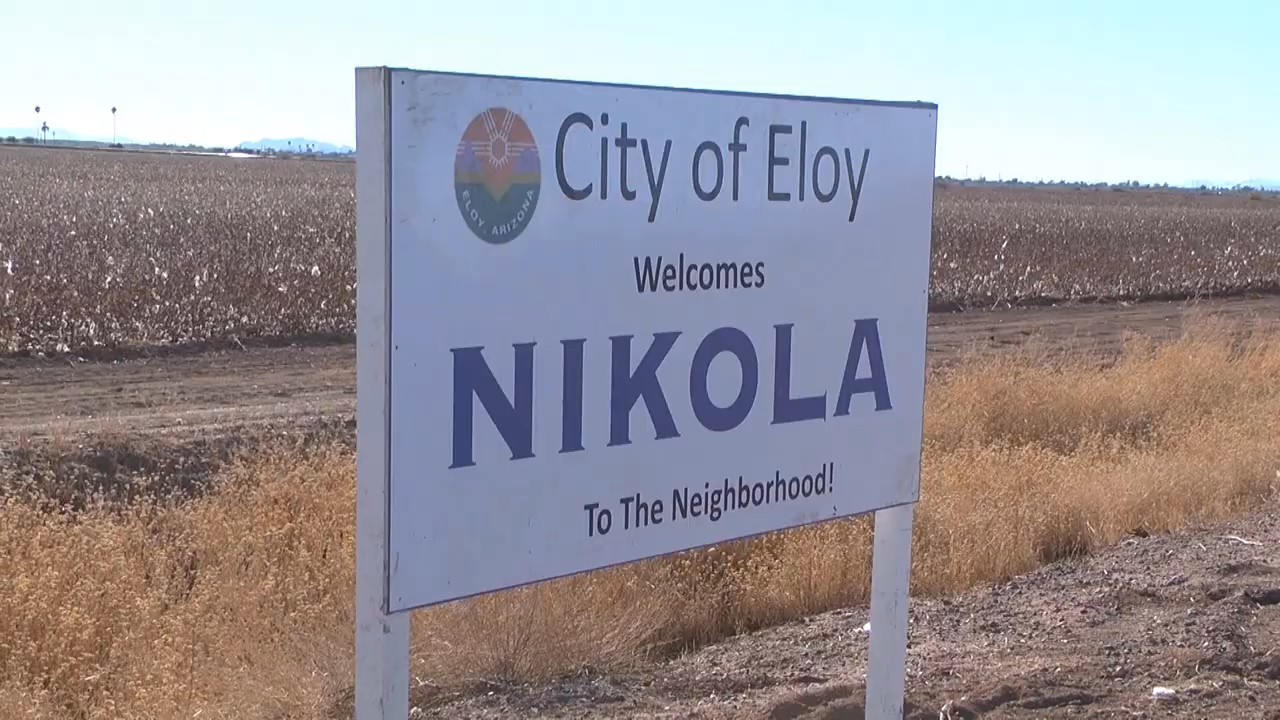 City of Eloy
ELOY, ARIZONA
Welcomes
NIKOLA
To The Neighborhood!